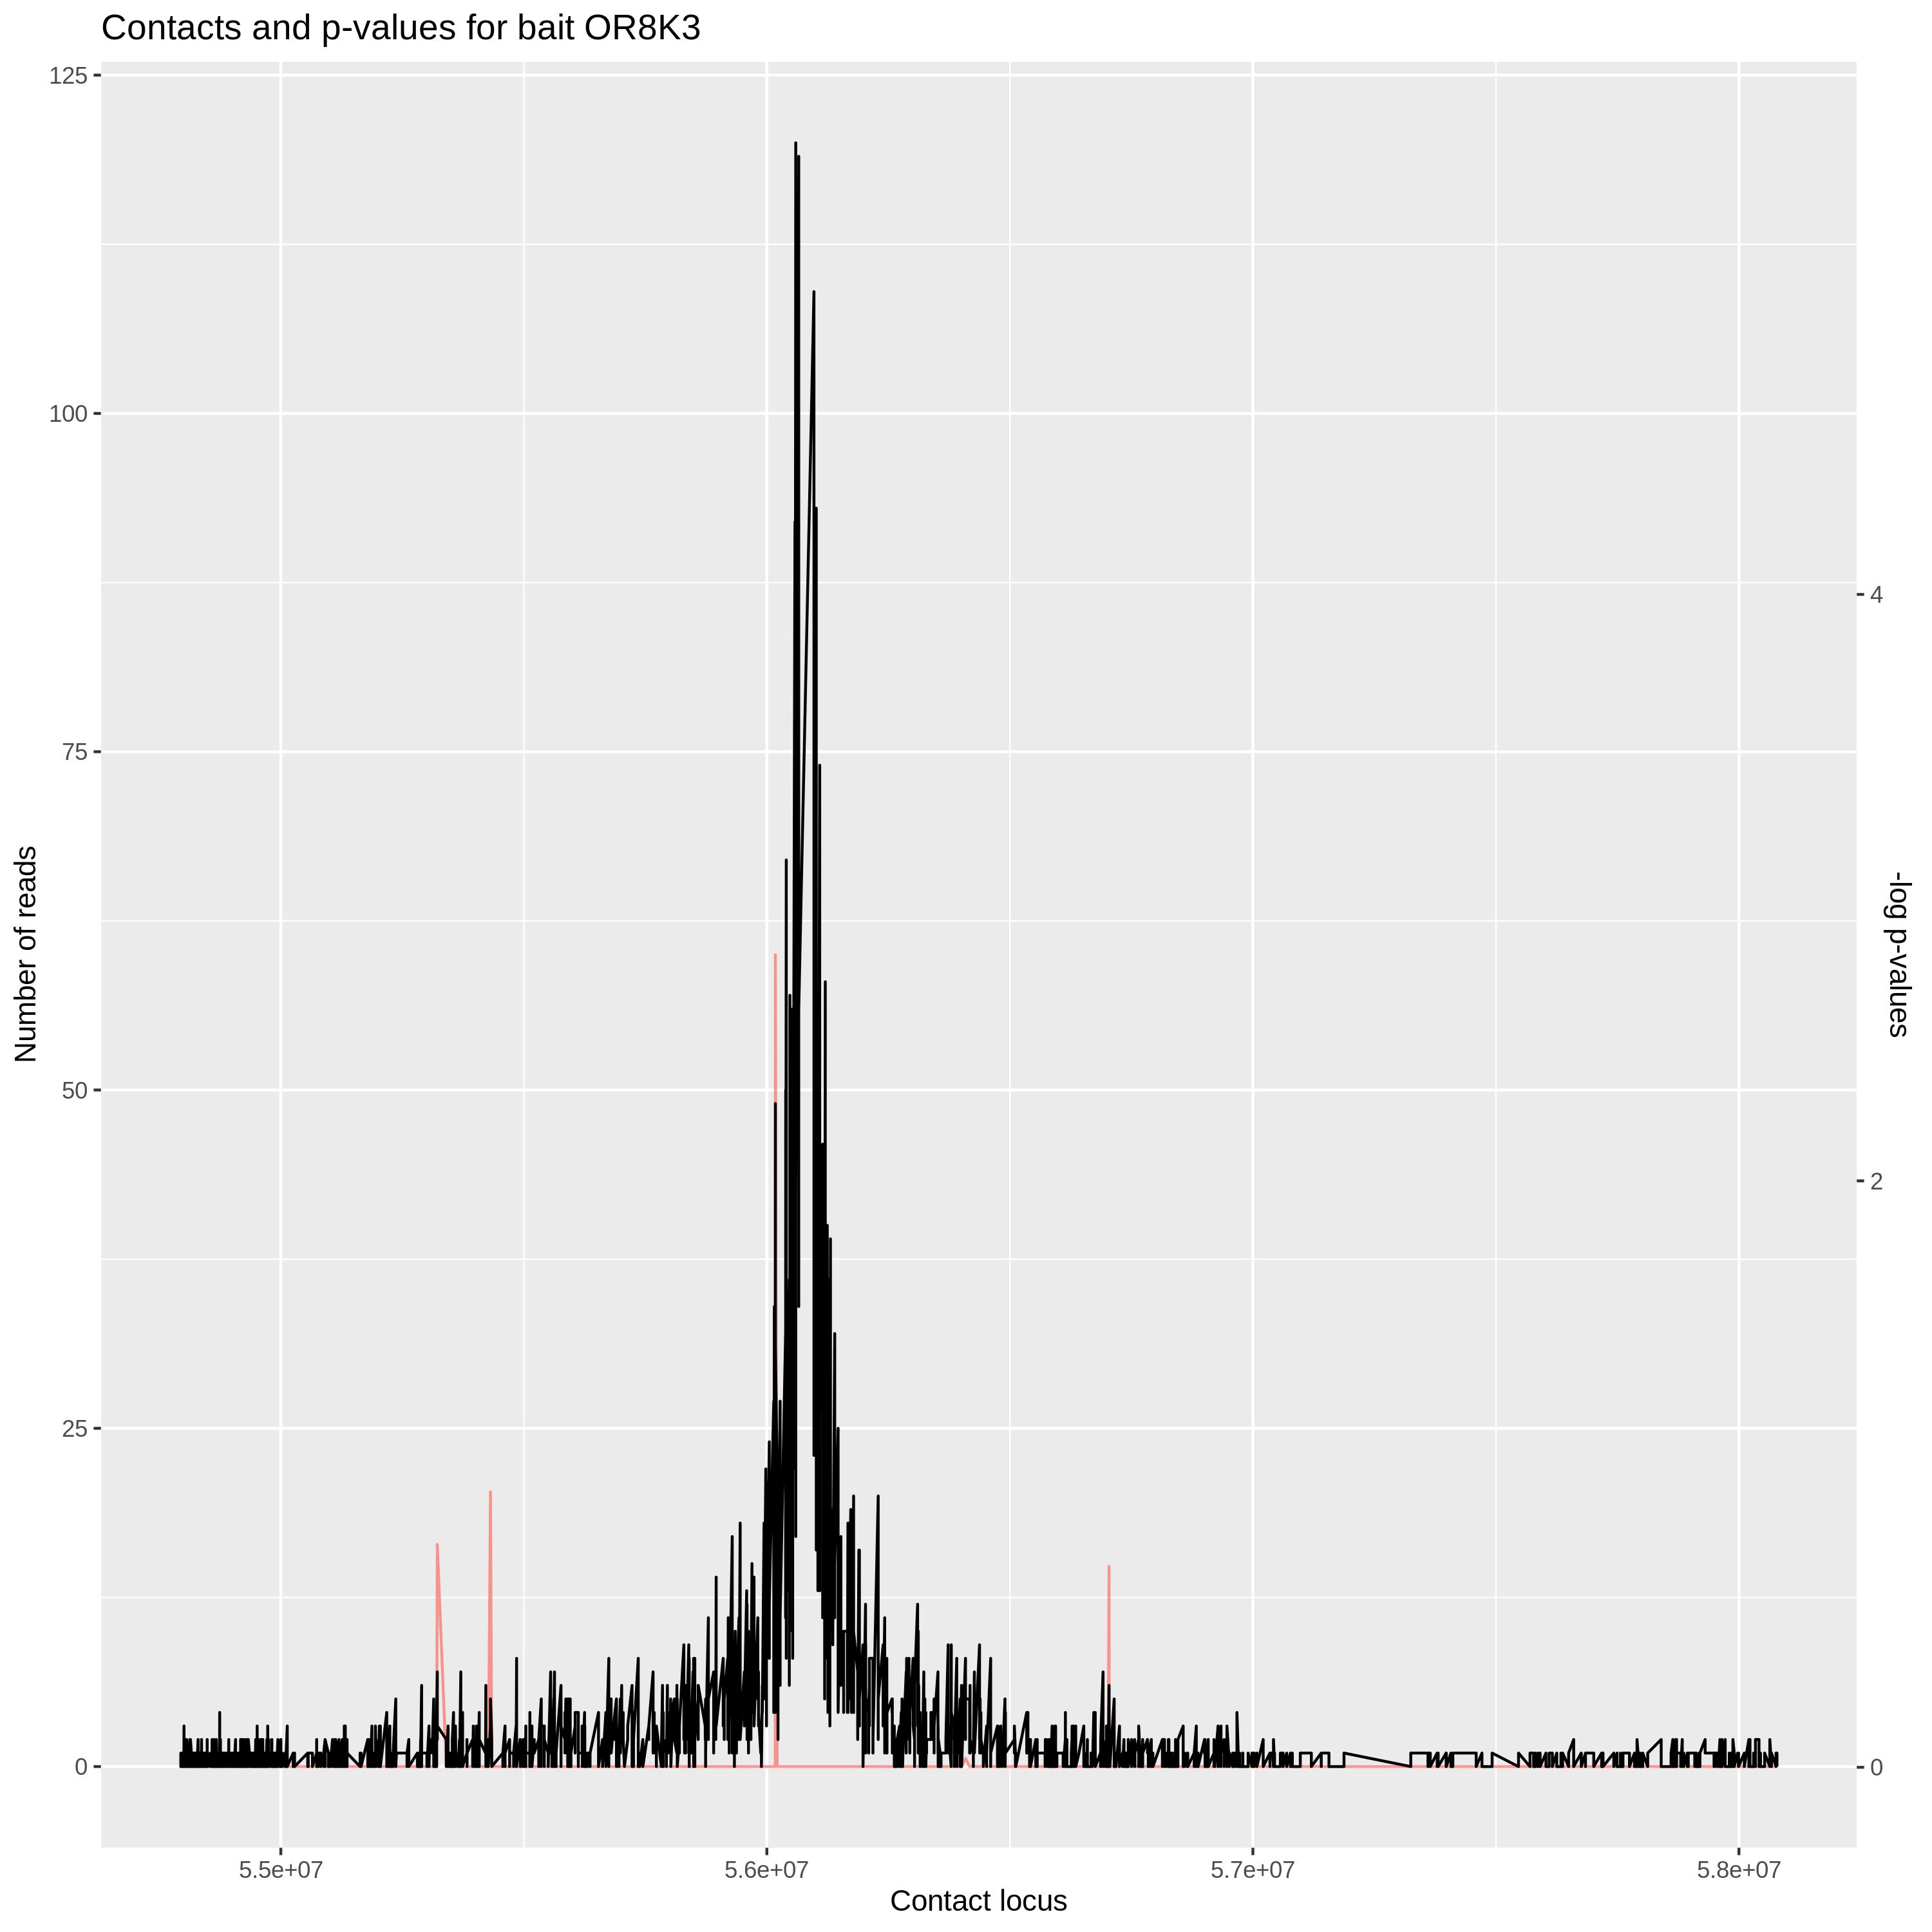 Contacts and p-values for bait OR8K3
125
100
75
50
25
0
Number of reads
4
2
0
-log p-values
5.5e+07 5.6e+07 5.7e+07 5.8e+07
Contact locus